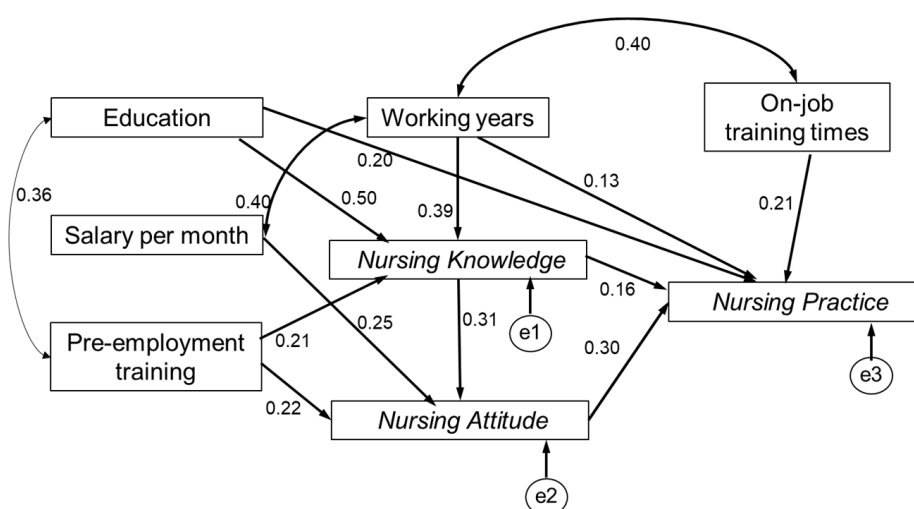 0.40
Education
Working years
On-job
training times
0.20
0.13
0.36
0.40
0.50
0.39
0.21
Salary per month
Nursing Knowledge
0.16
Nursing Practice
0.21
0.25
0.31
e1
0.30
Pre-employment
training
e3
0.22
Nursing Attitude
e2